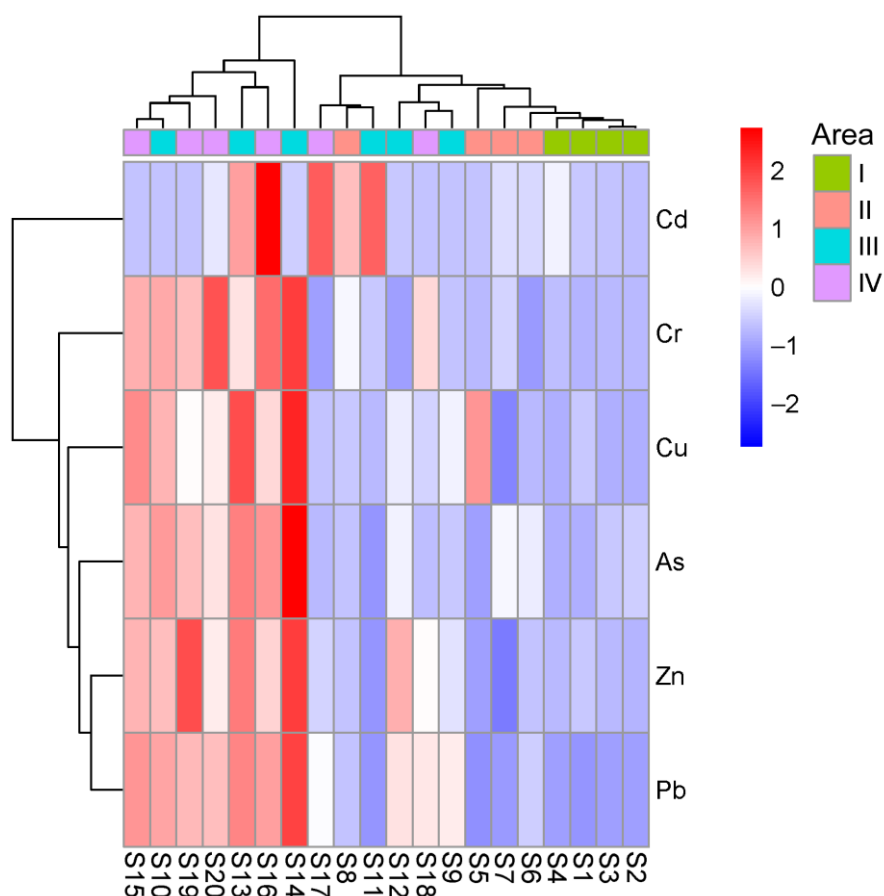 Area
I
II
III
IV
2
1
0
−1
−2
Cd
Cr
Cu
As
Zn
Pb
S15
S10
S19
S20
S13
S16
S14
S17
S8
S11
S12
S18
S9
S5
S7
S6
S4
S1
S3
S2